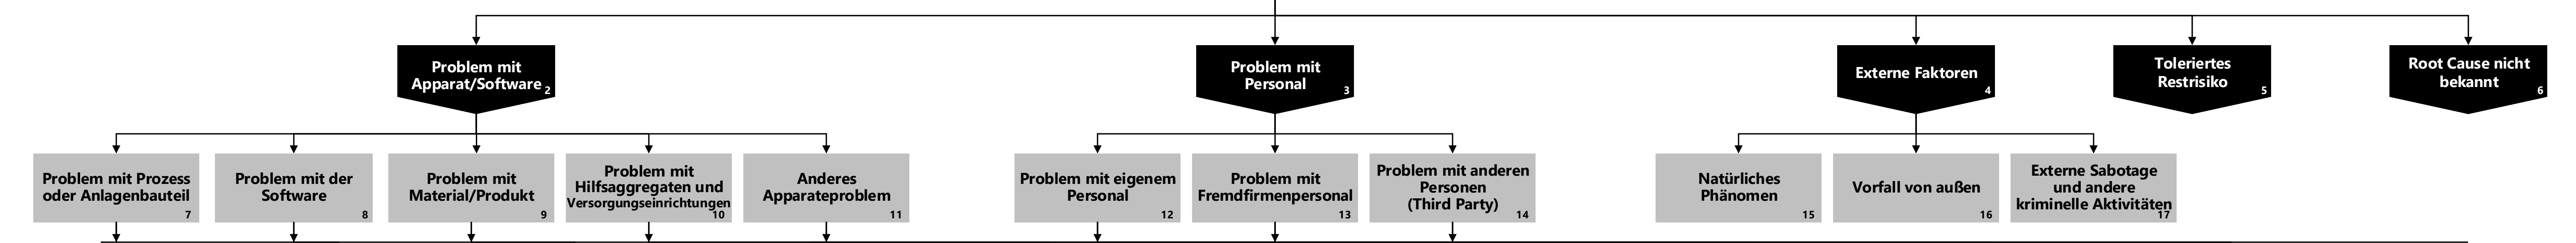 Problem mit
Apparat/Software 2
Problem mit
Personal 3
Externe Faktoren
4
Toleriertes
Restrisiko 5
Root Cause nicht
bekannt 6
Problem mit Prozess
oder Anlagenbauteil
7
Problem mit der
Software
8
Problem mit
Material/Produkt
9
Problem mit
Hilfsaggregaten und
Versorgungseinrichtungen
10
Anderes
Apparateproblem
11
Problem mit eigenem
Personal
12
Problem mit
Fremdfirmenpersonal
13
Problem mit anderen
Personen
(Third Party)
14
Natürliches
Phänomen
15
Vorfall von außen
16
Externe Sabotage
und andere
kriminelle Aktivitäten
17